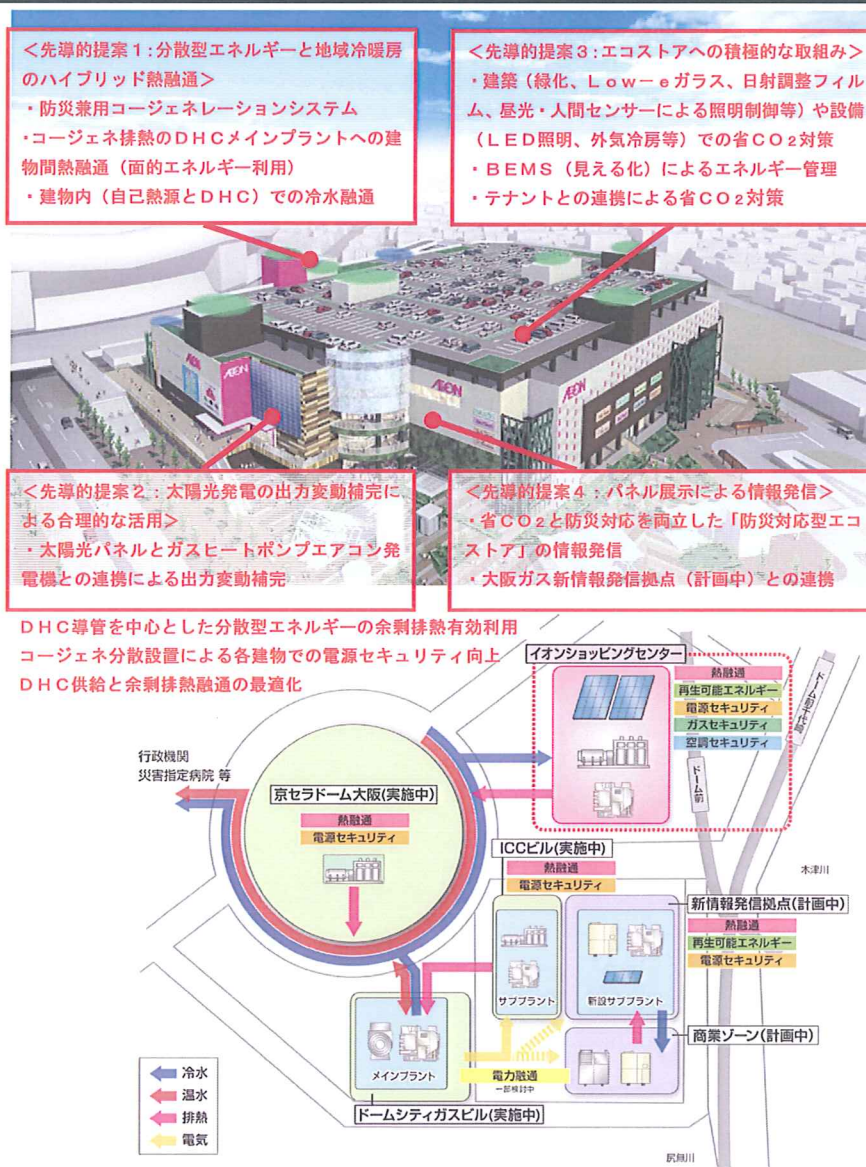 <先導的提案1:分散型エネルギーと地域冷暖房
のハイブリッド熱融通>
・防災兼用コージェネレーションシステム
・コージェネ排熱のDHCメインプラントへの建
物間熱融通(面的エネルギー利用)
・建物内(自己熱源とDHC)での冷水融通
<先導的提案3:エコストアへの積極的な取組み>
・建築(緑化、Low-eガラス、日射調整フィル
ム、昼光・人間センサーによる照明制御等)や設備
(LED照明、外気冷房等)での省CO2対策
・BEMS(見える化)によるエネルギー管理
・テナントとの連携による省CO2対策
AEON
AEON
AEON
<先導的提案2:太陽光発電の出力変動補完に
よる合理的な活用>
・太陽光パネルとガスヒートポンプエアコン発
電機との連携による出力変動補完
<先導的提案4:パネル展示による情報発信>
・省CO2と防災対応を両立した「防災対応型エコ
ストア」の情報発信
・大阪ガス新情報発信拠点(計画中)との連携
DHC導管を中心とした分散型エネルギーの余剰排熱有効利用
コージェネ分散設置による各建物での電源セキュリティ向上
DHC供給と余剰排熱融通の最適化
イオンショッピングセンター
熱融通
再生可能エネルギー
電源セキュリティ
ガスセキュリティ
空調セキュリティ
ドーム前千代崎
ドーム前
行政機関
災害指定病院 等
京セラドーム大阪(実施中)
熱融通
電源セキュリティ
ICCビル(実施中)
熱融通
電源セキュリティ
木津川
新情報発信拠点(計画中)
熱融通
再生可能エネルギー
電源セキュリティ
サブプラント
新設サブプラント
商業ゾーン(計画中)
メインプラント
電力融通
一部検討中
ドームシティガスビル(実施中)
冷水
温水
排熱
電気
尻無川